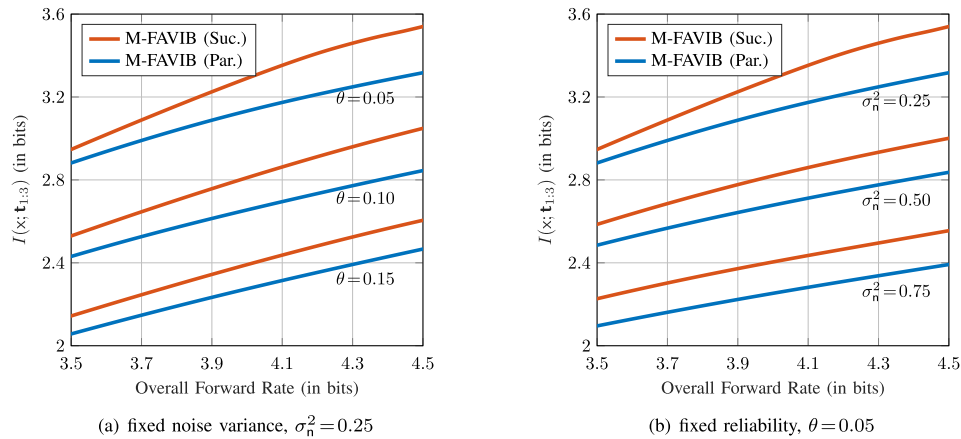 3.6
3.2
2.8
2.4
2
I(x; t1:3) (in bits)
M-FAVIB (Suc.)
M-FAVIB (Par.)
θ=0.05
θ=0.10
θ=0.15
3.5 3.7 3.9 4.1 4.3 4.5
Overall Forward Rate (in bits)
(a) fixed noise variance, σ²ₙ=0.25
3.6
3.2
2.8
2.4
2
I(x; t1:3) (in bits)
M-FAVIB (Suc.)
M-FAVIB (Par.)
σ²ₙ=0.25
σ²ₙ=0.50
σ²ₙ=0.75
3.5 3.7 3.9 4.1 4.3 4.5
Overall Forward Rate (in bits)
(b) fixed reliability, θ=0.05